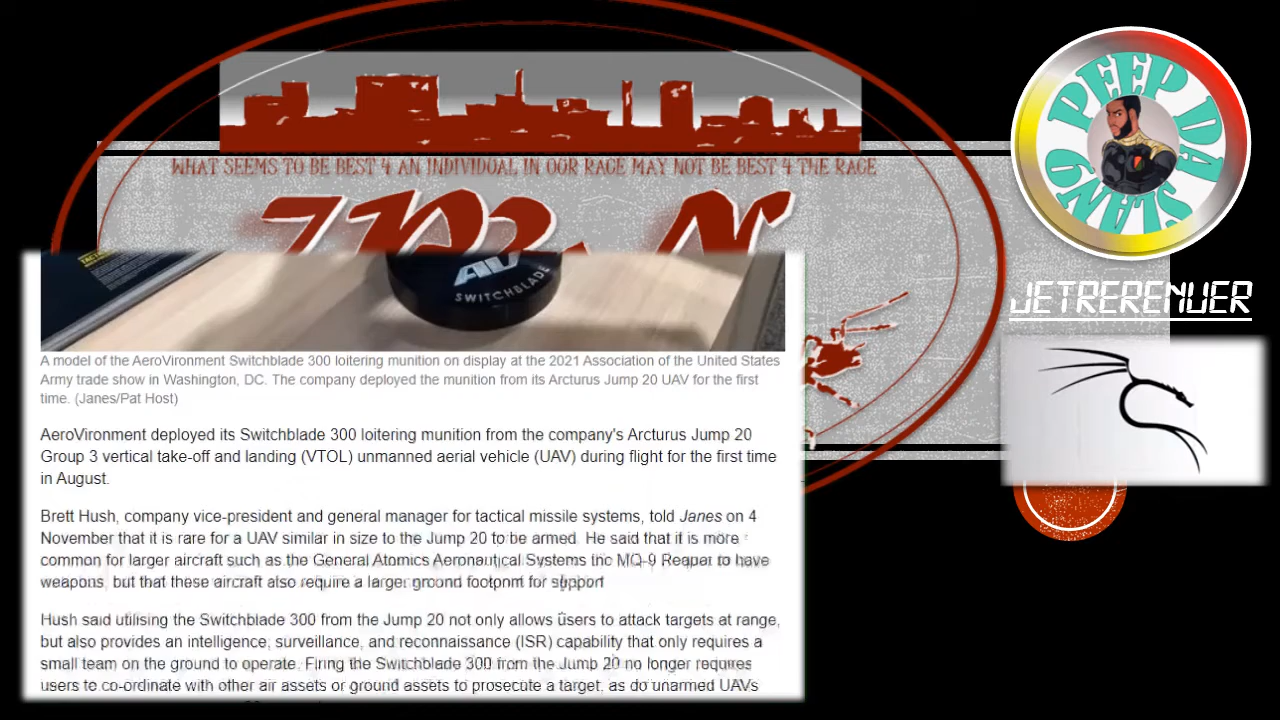 WHAT SEEMS TO BE BEST 4 AN INDIVIDUAL IN OUR RACE MAY NOT BE BEST 4 THE RACE
PEEP DA SLANG
JETRERENUER
AV
SWITCHBLADE
A model of the AeroVironment Switchblade 300 loitering munition on display at the 2021 Association of the United States
Army trade show in Washington, DC. The company deployed the munition from its Arcturus Jump 20 UAV for the first
time. (Janes/Pat Host)
AeroVironment deployed its Switchblade 300 loitering munition from the company's Arcturus Jump 20
Group 3 vertical take-off and landing (VTOL) unmanned aerial vehicle (UAV) during flight for the first time
in August.
Brett Hush, company vice-president and general manager for tactical missile systems, told Janes on 4
November that it is rare for a UAV similar in size to the Jump 20 to be armed. He said that it is more
common for larger aircraft such as the General Atomics Aeronautical Systems Inc MQ-9 Reaper to have
weapons, but that these aircraft also require a larger ground footprint for support
Hush said utilising the Switchblade 300 from the Jump 20 not only allows users to attack targets at range,
but also provides an intelligence, surveillance, and reconnaissance (ISR) capability that only requires a
small team on the ground to operate. Firing the Switchblade 300 from the Jump 20 no longer requires
users to co-ordinate with other air assets or ground assets to prosecute a target, as do unarmed UAVs